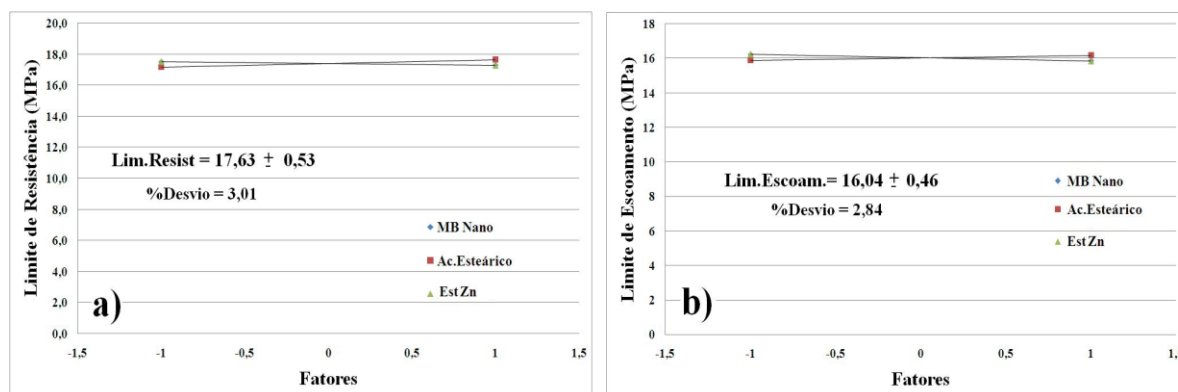 Limite de Resistência (MPa)
20,0
18,0
16,0
14,0
12,0
10,0
8,0
6,0
4,0
2,0
0,0
Lim.Resist = 17,63 ± 0,53
%Desvio = 3,01
MB Nano
Ac.Esteárico
Est Zn
a)
-1,5
-1
-0,5
0
0,5
1
1,5
Fatores
Limite de Escoamento (MPa)
20
18
16
14
12
10
8
6
4
2
0
Lim.Escoam.= 16,04 ± 0,46
%Desvio = 2,84
MB Nano
Ac.Esteárico
Est Zn
b)
-1,5
-1
-0,5
0
0,5
1
1,5
Fatores